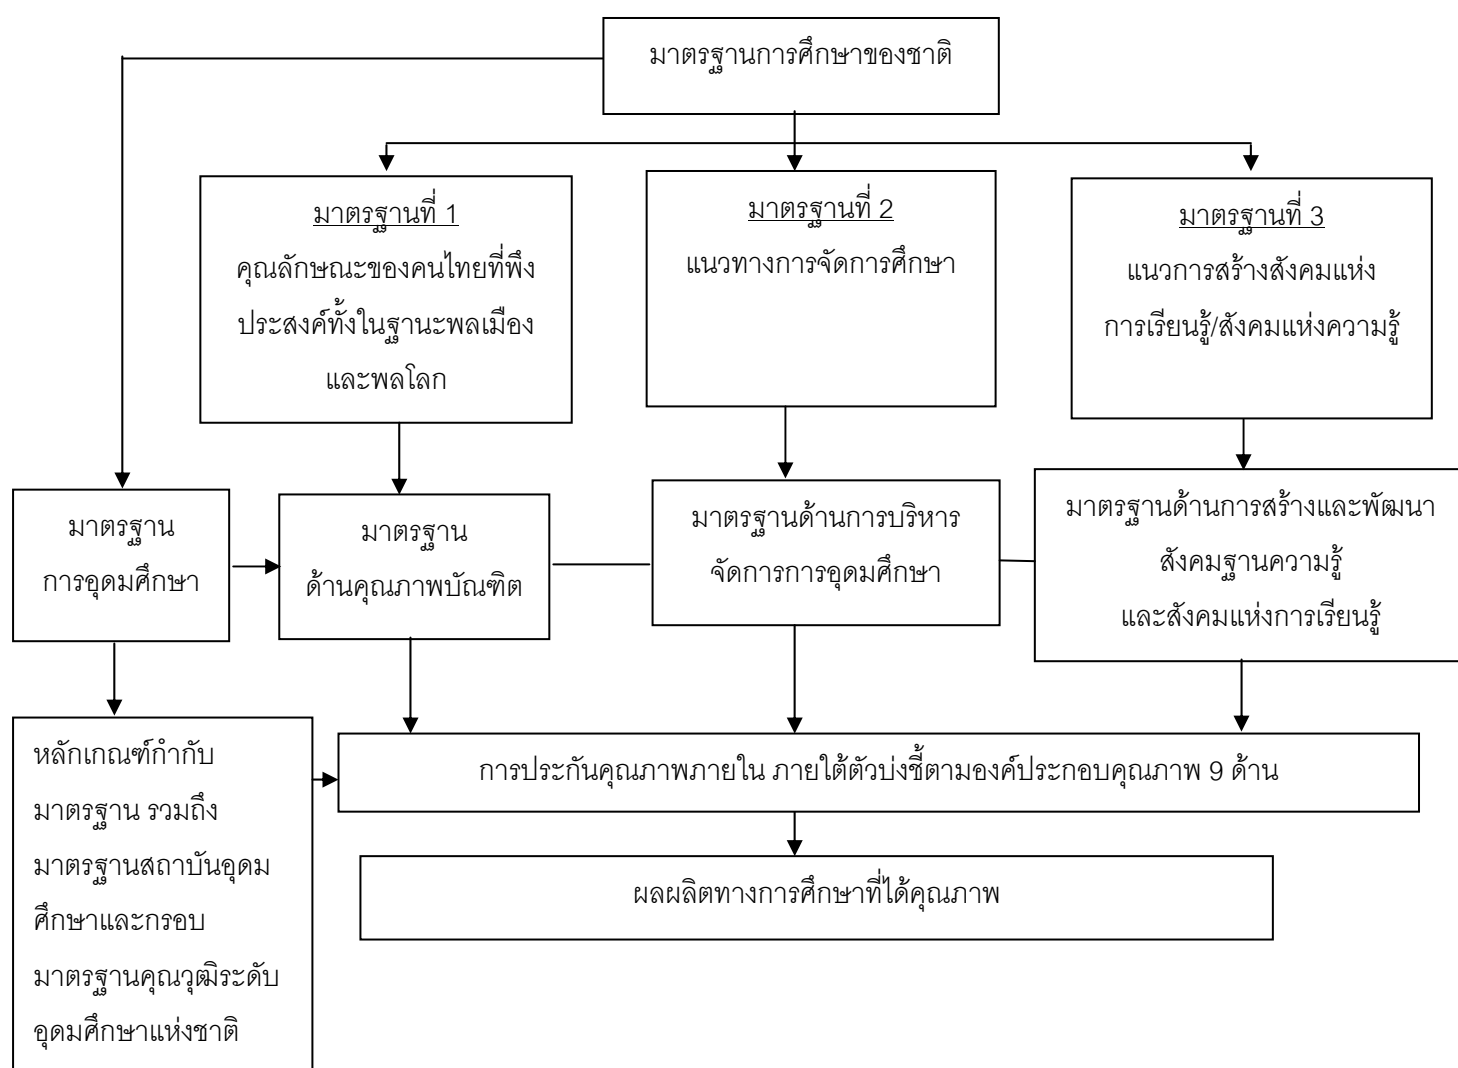 มาตรฐานการศึกษาของชาติ
มาตรฐานที่ 1
คุณลักษณะของคนไทยที่พึง
ประสงค์ทั้งในฐานะพลเมือง
และพลโลก
มาตรฐานที่ 2
แนวทางการจัดการศึกษา
มาตรฐานที่ 3
แนวการสร้างสังคมแห่ง
การเรียนรู้/สังคมแห่งความรู้
มาตรฐาน
การอุดมศึกษา
มาตรฐาน
ด้านคุณภาพบัณฑิต
มาตรฐานด้านการบริหาร
จัดการการอุดมศึกษา
มาตรฐานด้านการสร้างและพัฒนา
สังคมฐานความรู้
และสังคมแห่งการเรียนรู้
หลักเกณฑ์กำกับ
มาตรฐาน รวมถึง
มาตรฐานสถาบันอุดม
ศึกษาและกรอบ
มาตรฐานคุณวุฒิระดับ
อุดมศึกษาแห่งชาติ
การประกันคุณภาพภายใน ภายใต้ตัวบ่งชี้ตามองค์ประกอบคุณภาพ 9 ด้าน
ผลผลิตทางการศึกษาที่ได้คุณภาพ